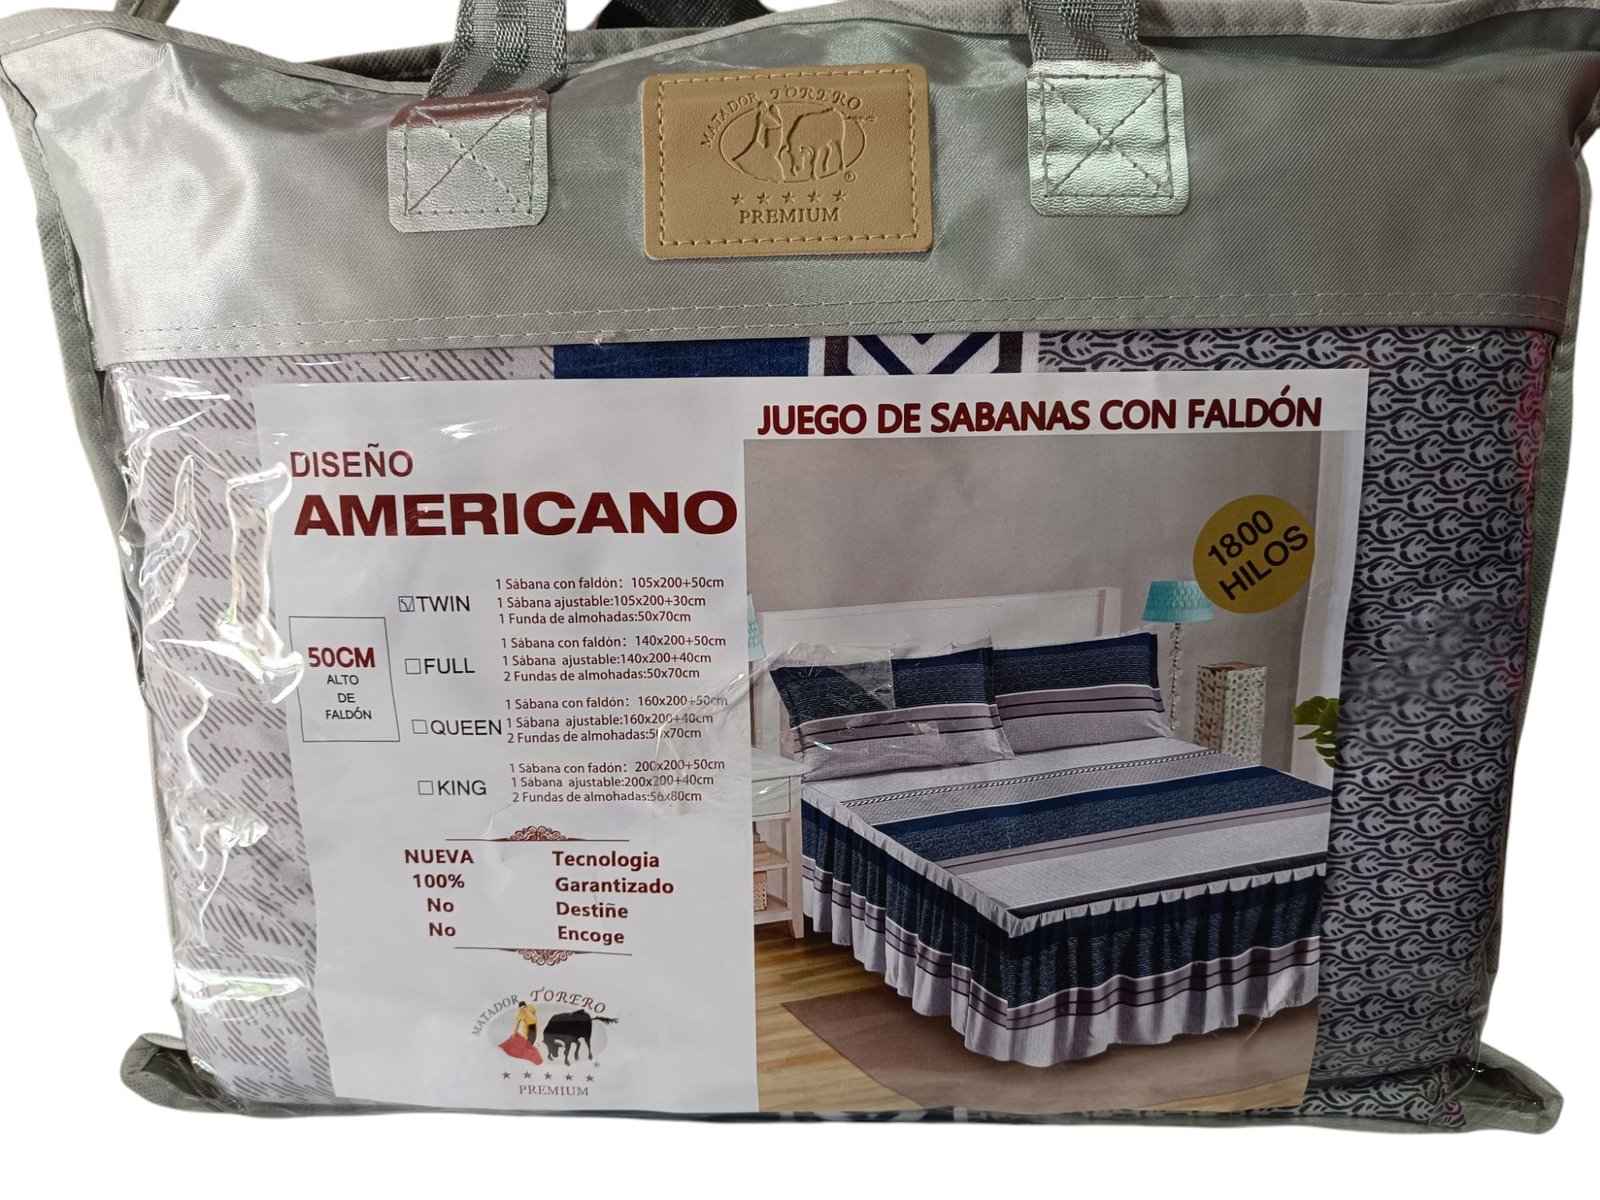 MATADOR TORERO
®
PREMIUM
JUEGO DE SABANAS CON FALDÓN
DISEÑO
AMERICANO
1800
HILOS
50CM
ALTO
DE
FALDÓN
TWIN
1 Sábana con faldón: 105x200+50cm
1 Sábana ajustable:105x200+30cm
1 Funda de almohadas:50x70cm
FULL
1 Sábana con faldón: 140x200+50cm
1 Sábana ajustable:140x200+40cm
2 Fundas de almohadas:50x70cm
QUEEN
1 Sábana con faldón: 160x200+50cm
1 Sábana ajustable:160x200+40cm
2 Fundas de almohadas:50x70cm
KING
1 Sábana con fadón: 200x200+50cm
1 Sábana ajustable:200x200+40cm
2 Fundas de almohadas:56x80cm
NUEVA Tecnologia
100% Garantizado
No Destiñe
No Encoge
MATADOR TORERO
®
PREMIUM